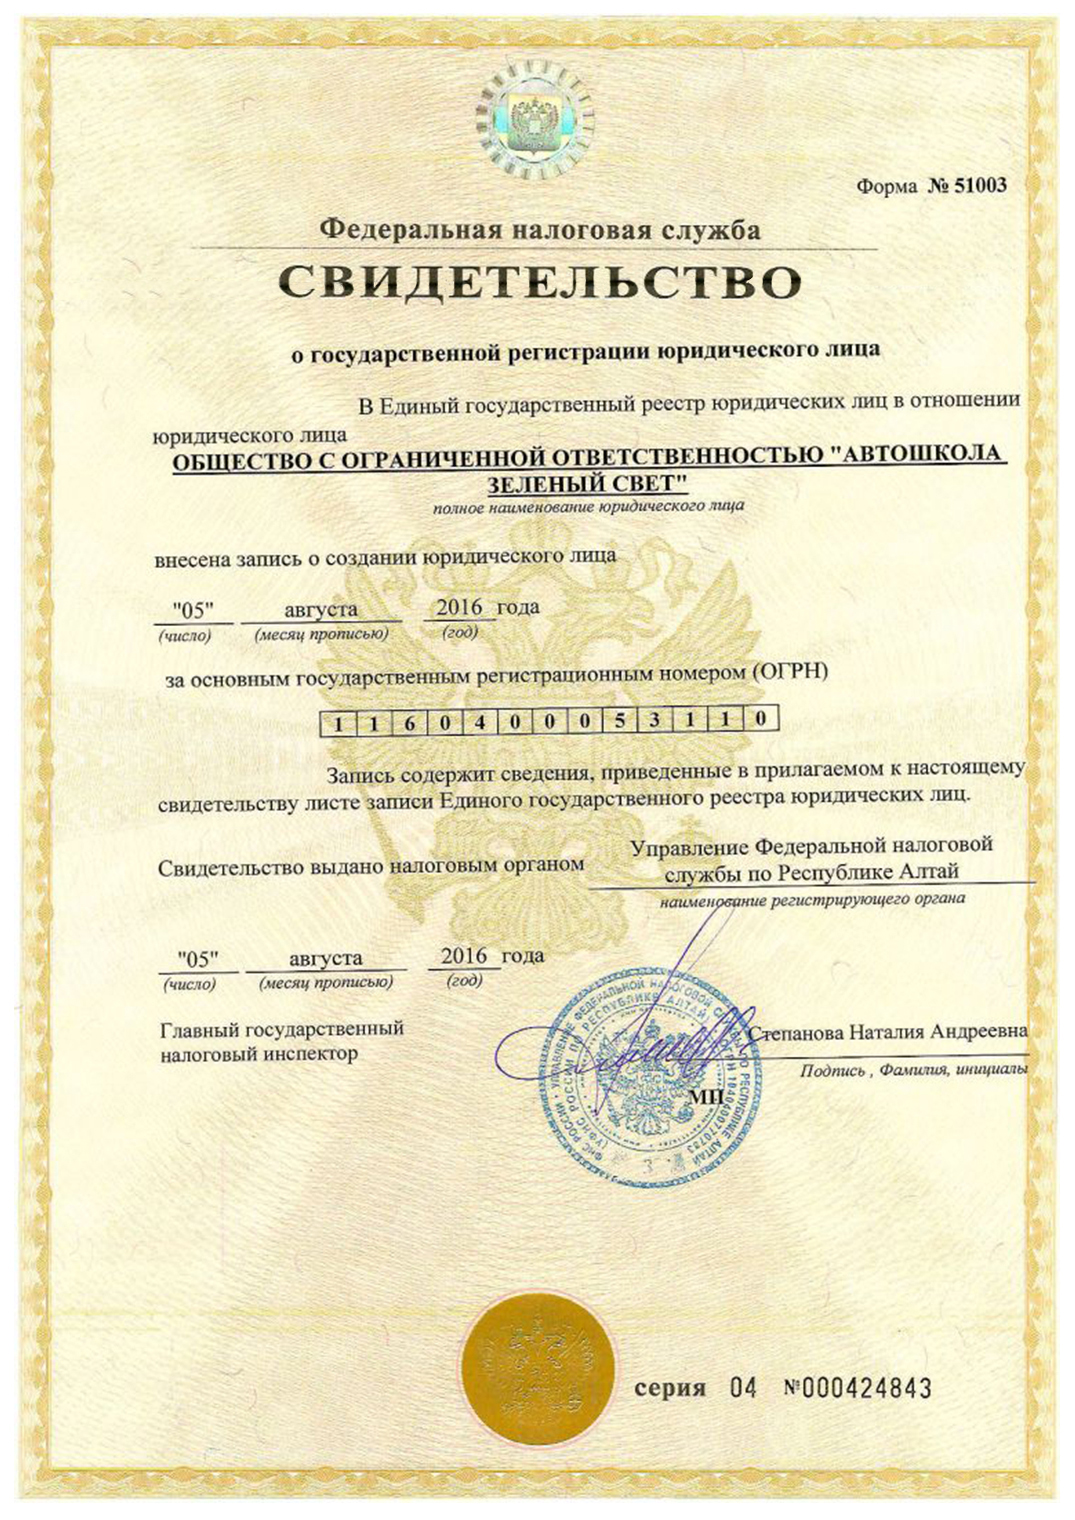 Форма № 51003
Федеральная налоговая служба
СВИДЕТЕЛЬСТВО
о государственной регистрации юридического лица
В Единый государственный реестр юридических лиц в отношении
юридического лица
ОБЩЕСТВО С ОГРАНИЧЕННОЙ ОТВЕТСТВЕННОСТЬЮ "АВТОШКОЛА
ЗЕЛЕНЫЙ СВЕТ"
полное наименование юридического лица
внесена запись о создании юридического лица
"05" августа 2016 года
(число) (месяц прописью) (год)
за основным государственным регистрационным номером (ОГРН)
1 1 6 0 4 0 0 0 5 3 1 1 0
Запись содержит сведения, приведенные в прилагаемом к настоящему
свидетельству листе записи Единого государственного реестра юридических лиц.
Свидетельство выдано налоговым органом
Управление Федеральной налоговой
службы по Республике Алтай
наименование регистрирующего органа
"05" августа 2016 года
(число) (месяц прописью) (год)
Главный государственный
налоговый инспектор
Степанова Наталия Андреевна
Подпись , Фамилия, инициалы
МП
ФНС РОССИИ • УПРАВЛЕНИЕ ФЕДЕРАЛЬНОЙ НАЛОГОВОЙ СЛУЖБЫ ПО РЕСПУБЛИКЕ АЛТАЙ
(УФНС РОССИИ ПО РЕСПУБЛИКЕ АЛТАЙ)
3
серия 04 №000424843